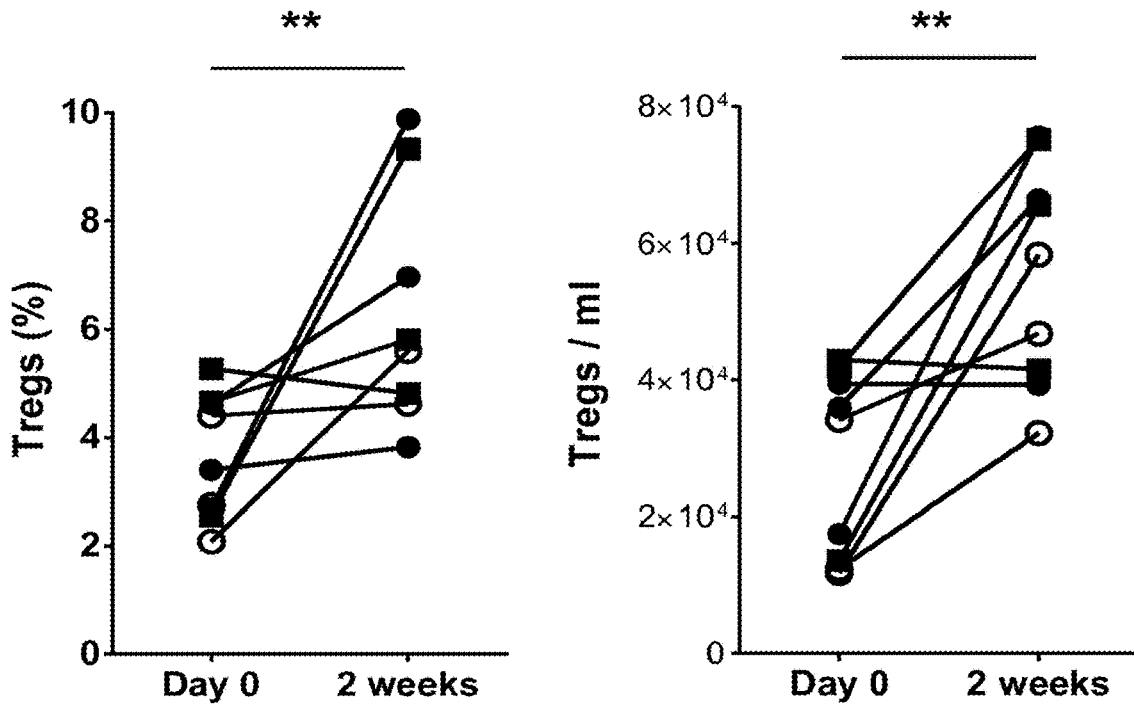 **
**
10
8
6
4
2
0
Tregs (%)
Day 0
2 weeks
8×10⁴
6×10⁴
4×10⁴
2×10⁴
0
Tregs / ml
Day 0
2 weeks